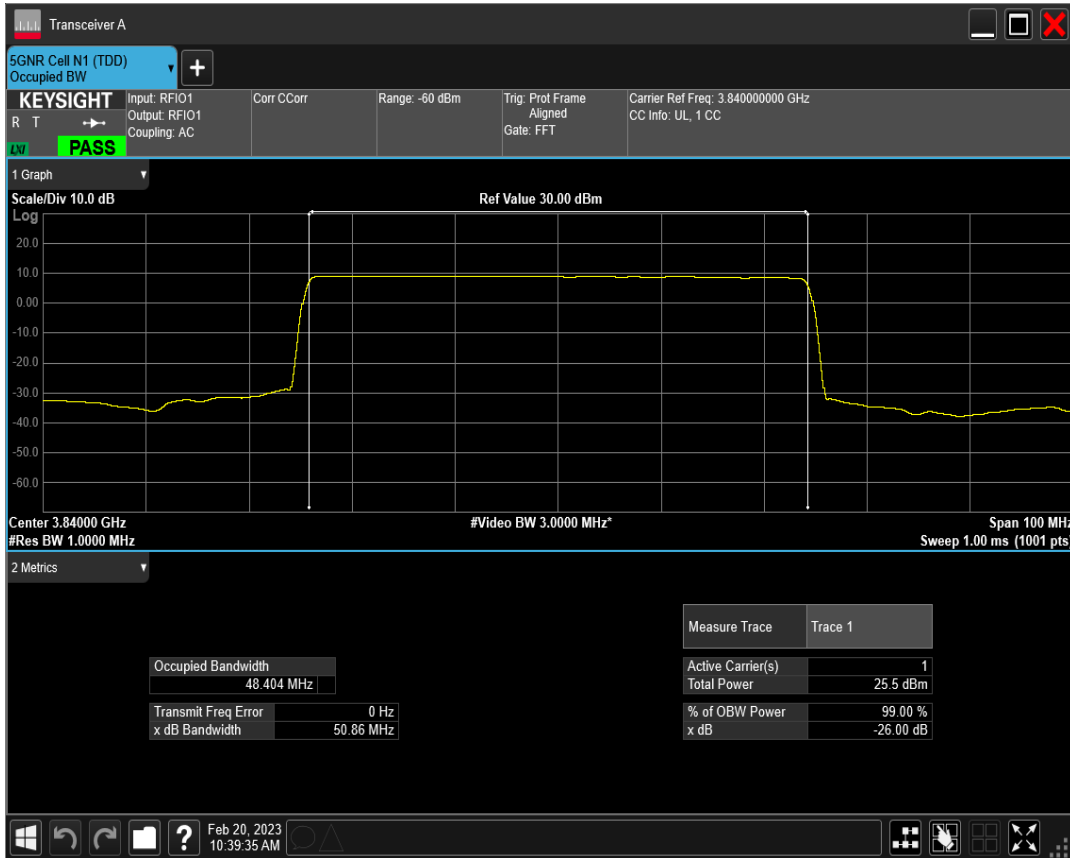 Transceiver A
5GNR Cell N1 (TDD)
Occupied BW
+
KEYSIGHT
R T
LXI
PASS
Input: RFIO1
Output: RFIO1
Coupling: AC
Corr CCorr
Range: -60 dBm
Trig: Prot Frame
Aligned
Gate: FFT
Carrier Ref Freq: 3.840000000 GHz
CC Info: UL, 1 CC
1 Graph
Scale/Div 10.0 dB
Ref Value 30.00 dBm
Log
20.0
10.0
0.00
-10.0
-20.0
-30.0
-40.0
-50.0
-60.0
Center 3.84000 GHz
#Video BW 3.0000 MHz*
Span 100 MHz
#Res BW 1.0000 MHz
Sweep 1.00 ms (1001 pts)
2 Metrics
Measure Trace Trace 1
Occupied Bandwidth
48.404 MHz
Active Carrier(s) 1
Total Power 25.5 dBm
Transmit Freq Error 0 Hz
x dB Bandwidth 50.86 MHz
% of OBW Power 99.00 %
x dB -26.00 dB
?
Feb 20, 2023
10:39:35 AM